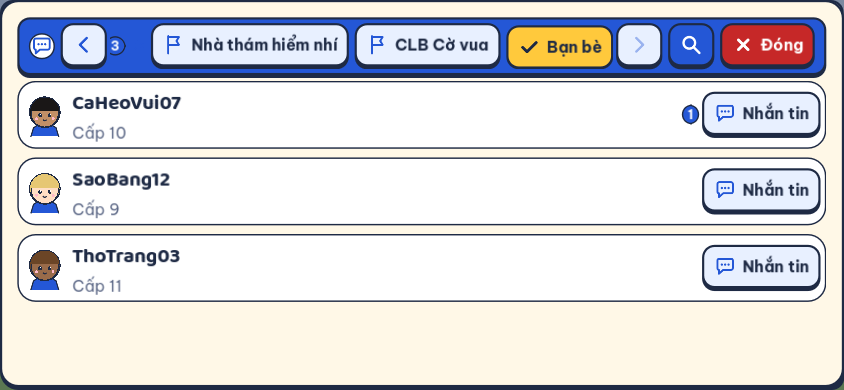 3 Nhà thám hiểm nhí CLB Cờ vua Bạn bè Đóng
CaHeoVui07
Cấp 10
1 Nhắn tin
SaoBang12
Cấp 9
Nhắn tin
ThoTrang03
Cấp 11
Nhắn tin